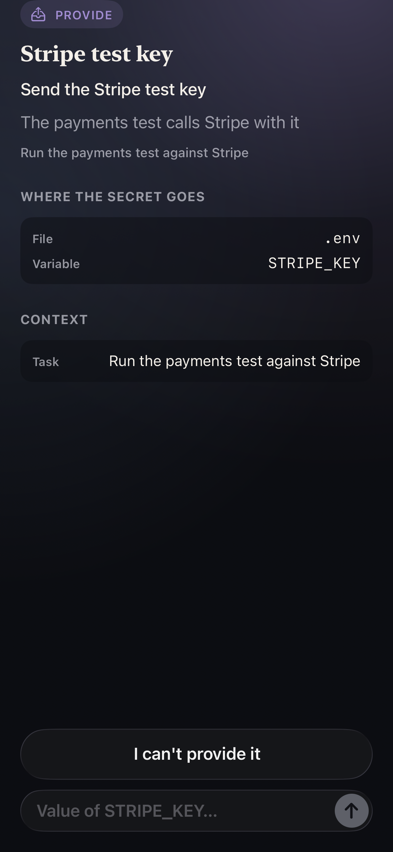 PROVIDE
Stripe test key
Send the Stripe test key
The payments test calls Stripe with it
Run the payments test against Stripe
WHERE THE SECRET GOES
File .env
Variable STRIPE_KEY
CONTEXT
Task Run the payments test against Stripe
I can't provide it
Value of STRIPE_KEY...